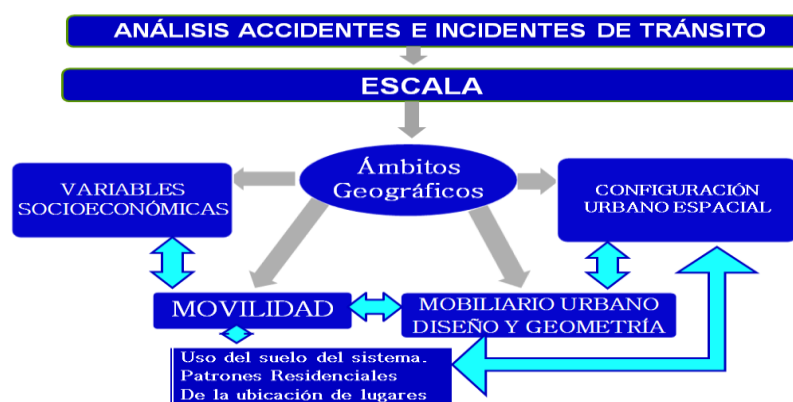 ANÁLISIS ACCIDENTES E INCIDENTES DE TRÁNSITO
ESCALA
Ámbitos
Geográficos
VARIABLES
SOCIOECONÓMICAS
CONFIGURACIÓN
URBANO ESPACIAL
MOVILIDAD
MOBILIARIO URBANO
DISEÑO Y GEOMETRÍA
Uso del suelo del sistema.
Patrones Residenciales
De la ubicación de lugares